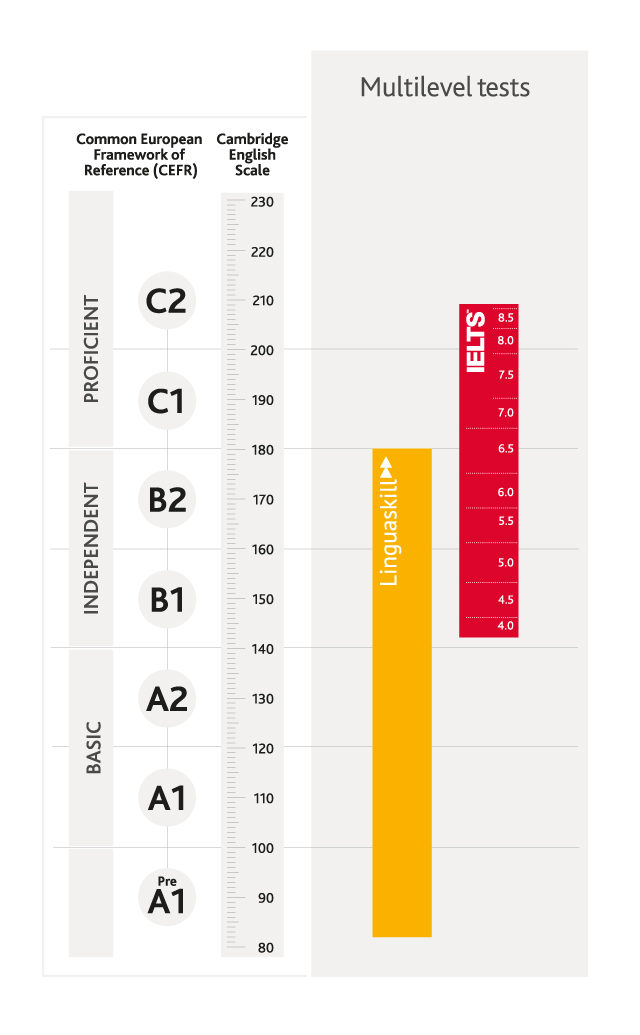 Multilevel tests
Common European
Framework of
Reference (CEFR)
Cambridge
English
Scale
PROFICIENT
INDEPENDENT
BASIC
C2
C1
B2
B1
A2
A1
Pre
A1
230
220
210
200
190
180
170
160
150
140
130
120
110
100
90
80
Linguaskill
IELTS
8.5
8.0
7.5
7.0
6.5
6.0
5.5
5.0
4.5
4.0